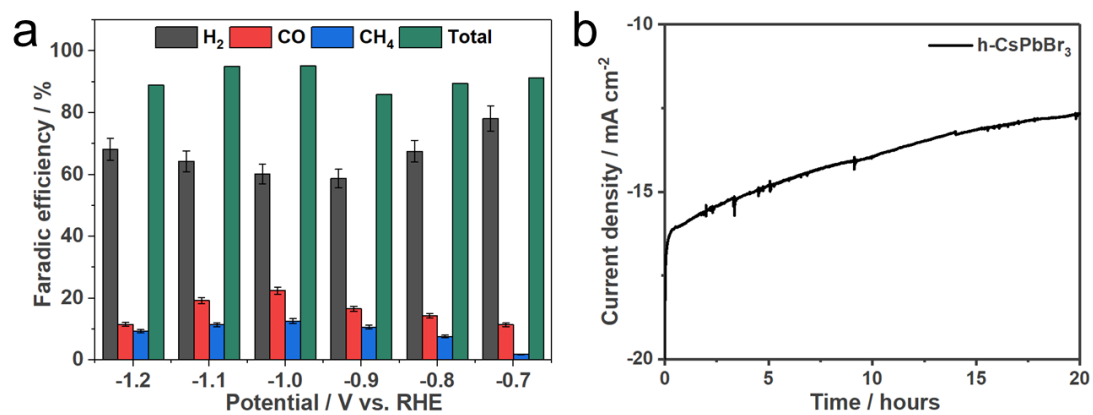 a
H2 CO CH4 Total
100
80
60
40
20
0
Faradic efficiency / %
-1.2 -1.1 -1.0 -0.9 -0.8 -0.7
Potential / V vs. RHE
b
h-CsPbBr3
-10
-15
-20
Current density / mA cm-2
0 5 10 15 20
Time / hours